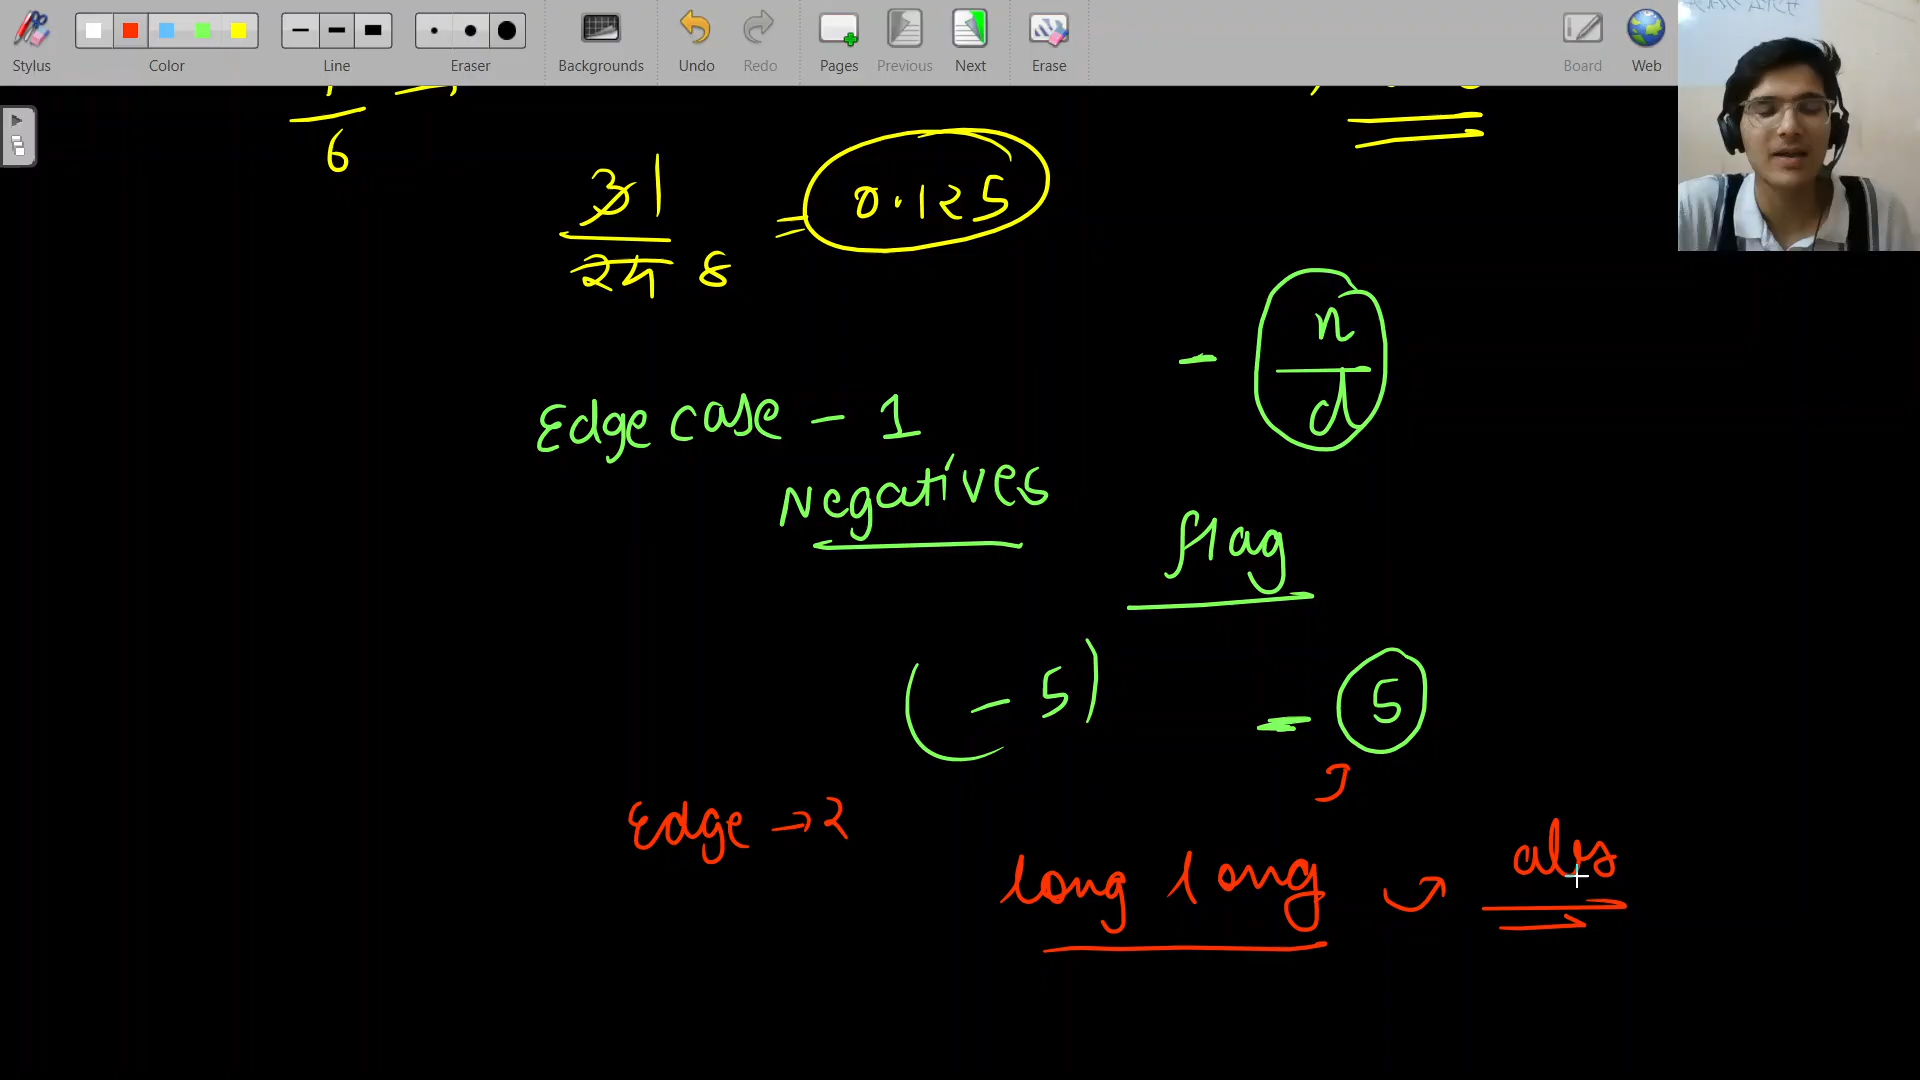 Stylus Color Line Eraser Backgrounds Undo Redo Pages Previous Next Erase Board Web
6
31
24 8
= 0.125
- n
d
Edge case - 1
Negatives
flag
(-5) - 5
Edge → 2
long long abs